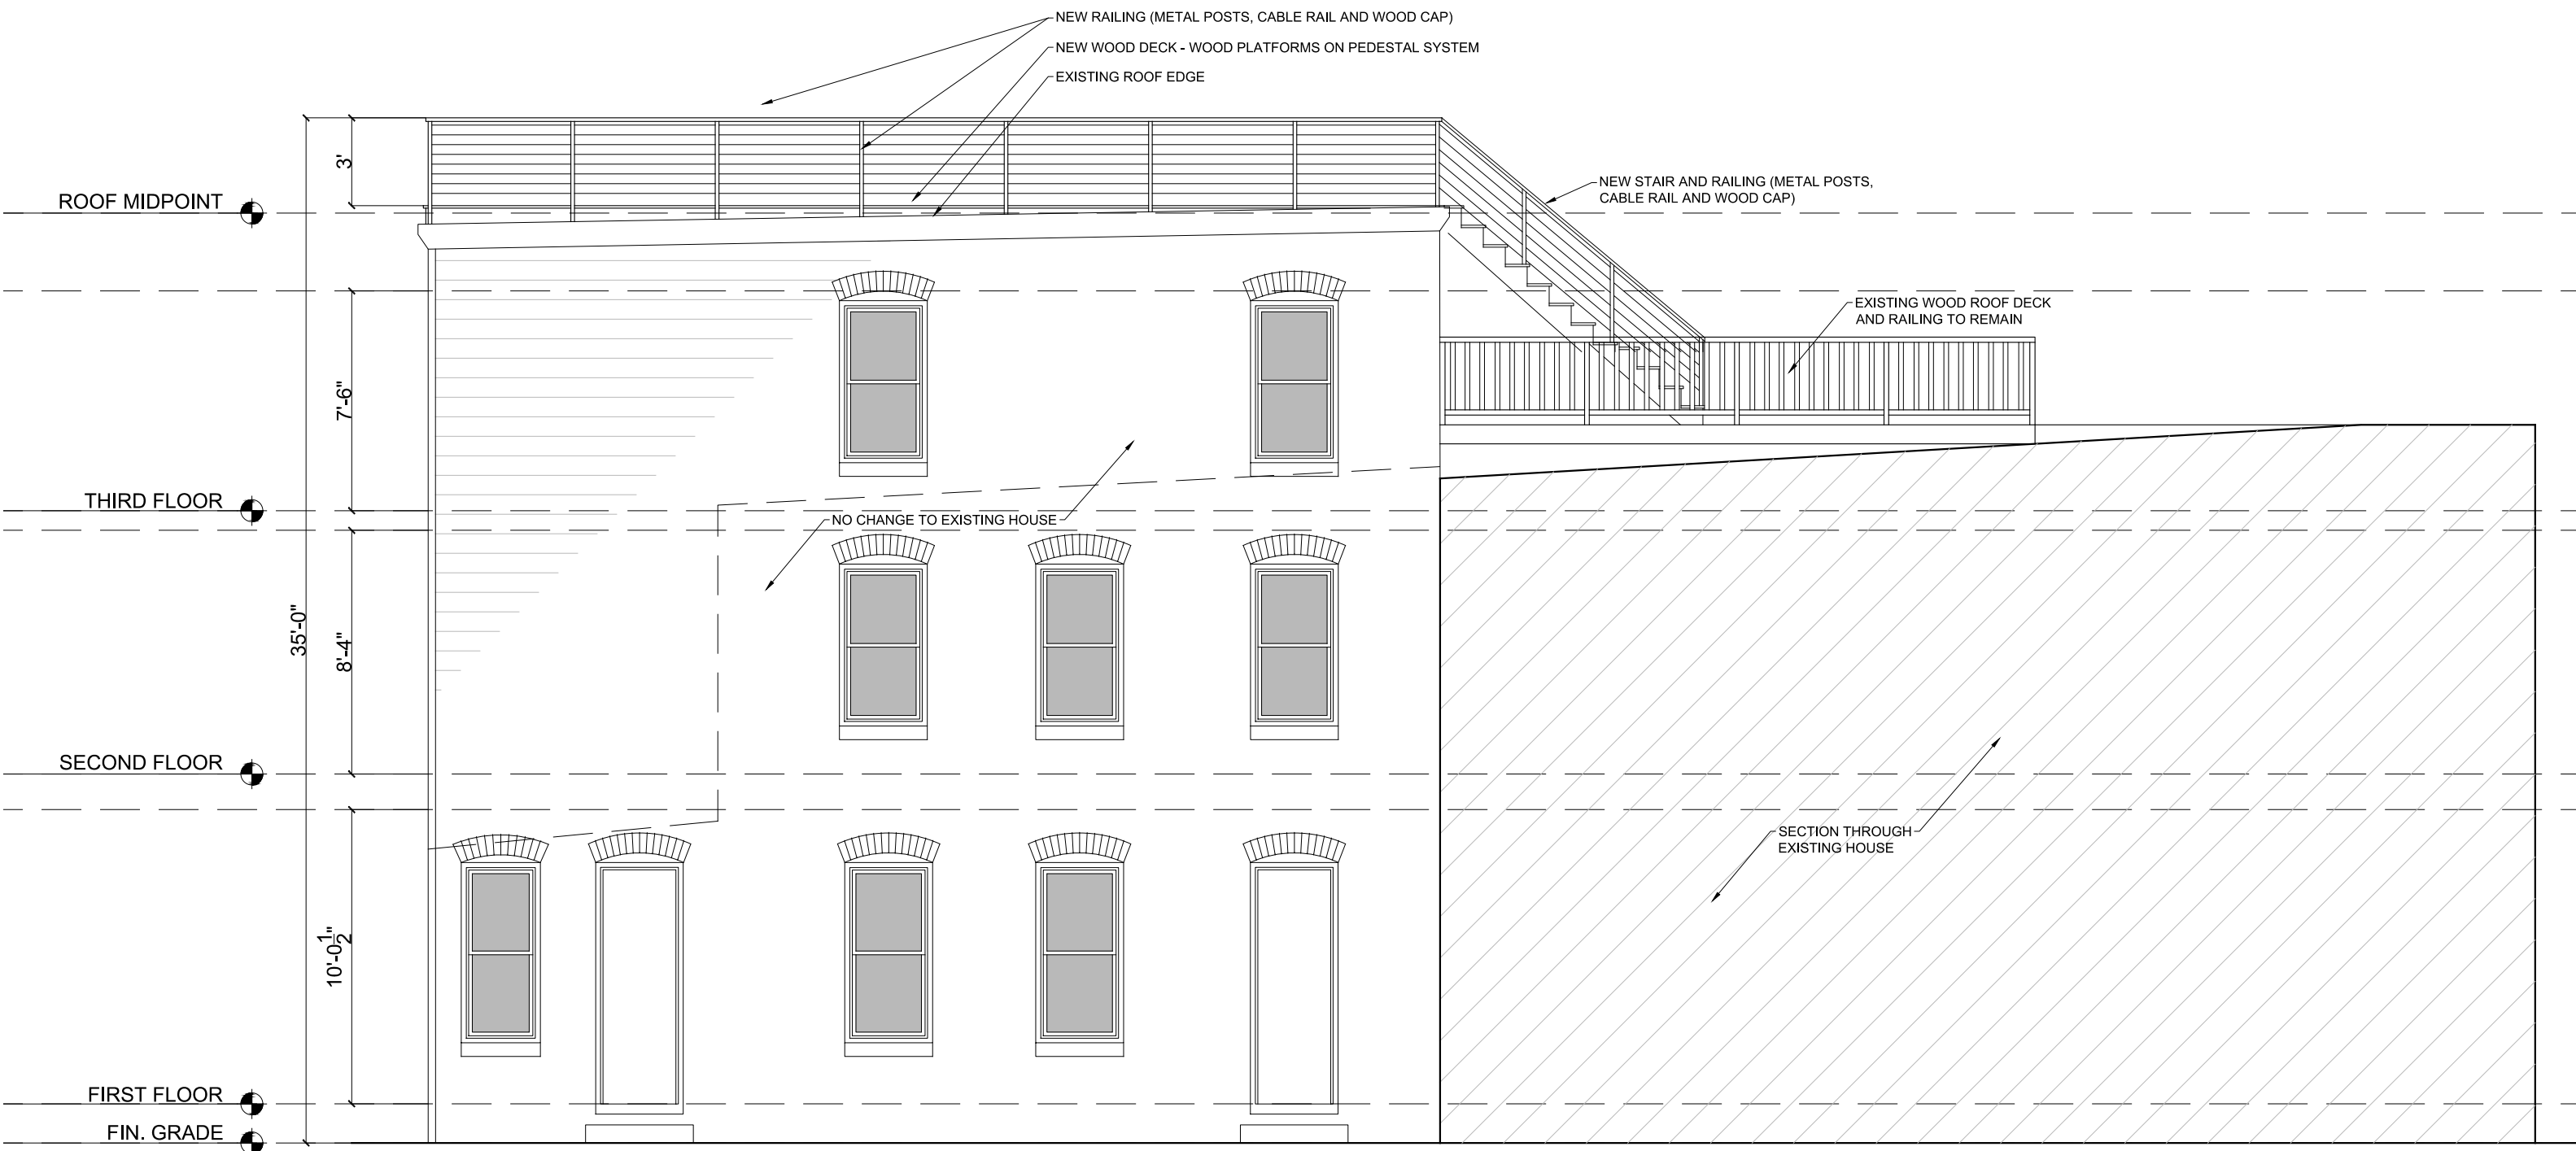 NEW RAILING (METAL POSTS, CABLE RAIL AND WOOD CAP)
NEW WOOD DECK - WOOD PLATFORMS ON PEDESTAL SYSTEM
EXISTING ROOF EDGE
3'
NEW STAIR AND RAILING (METAL POSTS,
CABLE RAIL AND WOOD CAP)
ROOF MIDPOINT
EXISTING WOOD ROOF DECK
AND RAILING TO REMAIN
7'-6"
THIRD FLOOR
NO CHANGE TO EXISTING HOUSE
35'-0"
8'-4"
SECOND FLOOR
SECTION THROUGH
EXISTING HOUSE
10'-0 1/2"
FIRST FLOOR
FIN. GRADE